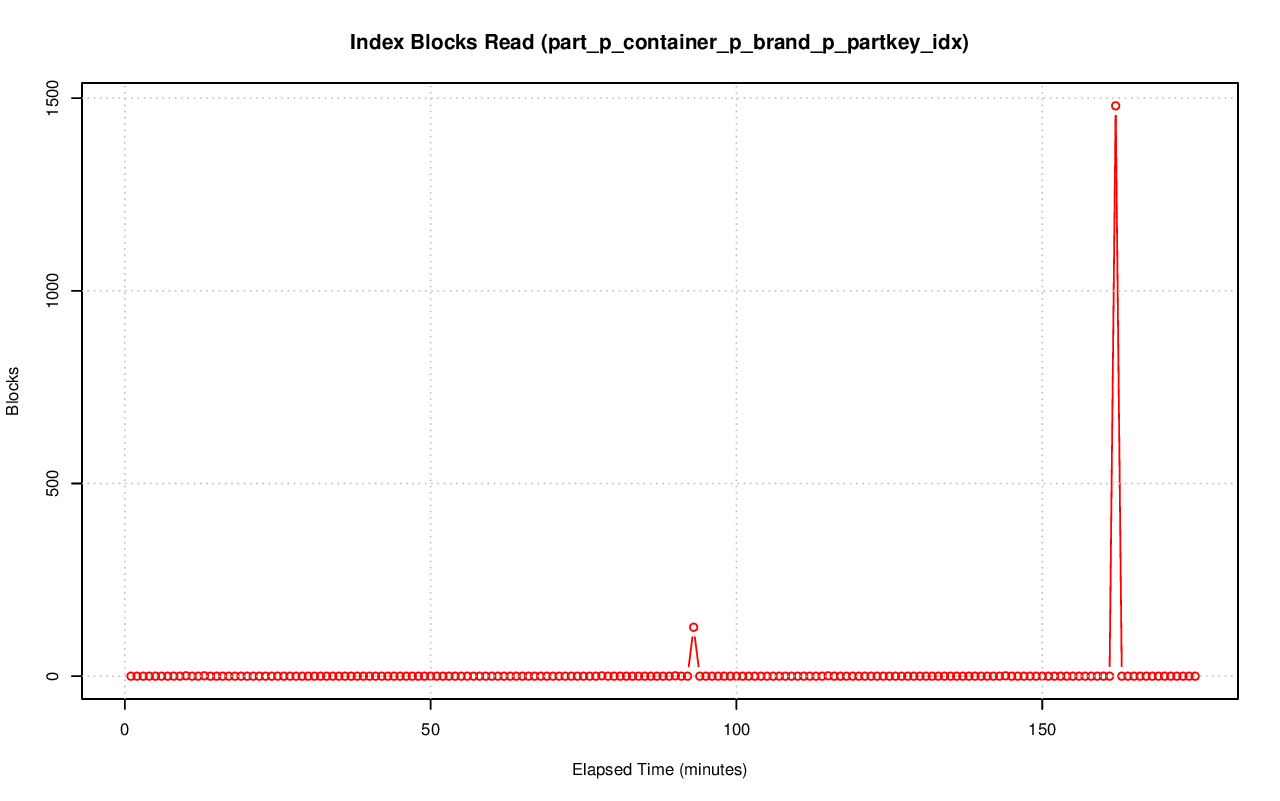 Index Blocks Read (part_p_container_p_brand_p_partkey_idx)
1500
1000
500
0
Blocks
0 50 100 150
Elapsed Time (minutes)